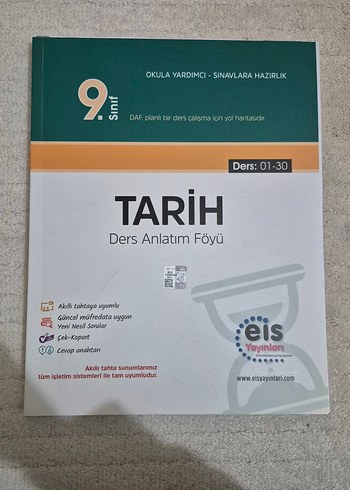 OKULA YARDIMCI - SINAVLARA HAZIRLIK
9.
Sınıf
DAF, planlı bir ders çalışma için yol haritasıdır.
Ders: 01-30
TARİH
Ders Anlatım Föyü
Akıllı tahtaya uyumlu
Güncel müfredata uygun
Yeni Nesil Sorular
Çek-Kopart
Cevap anahtarı
eis
Yayınları
Akıllı tahta sunumlarımız
tüm işletim sistemleri ile tam uyumludur.
www.eisyayinlari.com